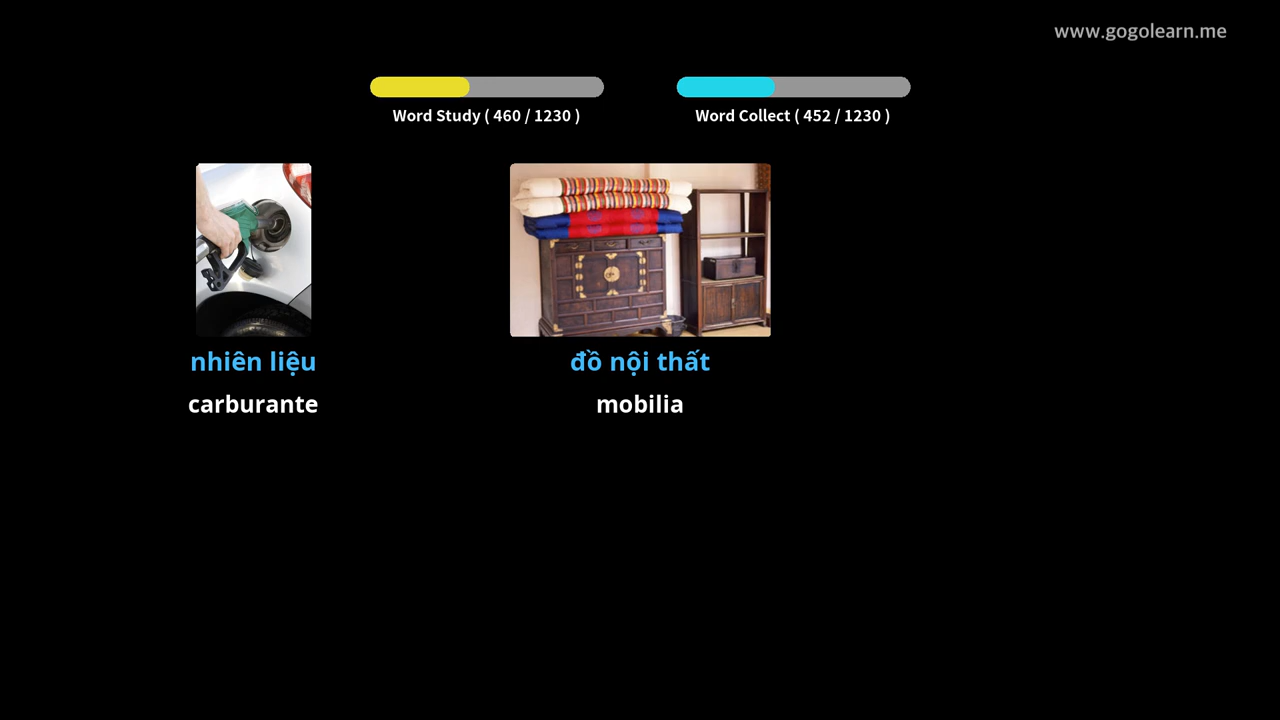 www.gogolearn.me
Word Study ( 460 / 1230 )
Word Collect ( 452 / 1230 )
nhiên liệu
carburante
đồ nội thất
mobilia